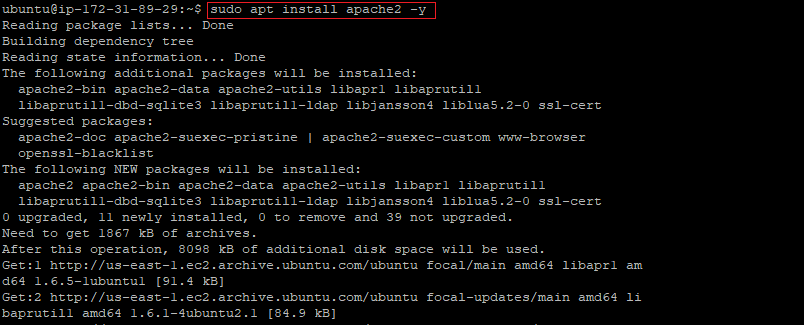 ubuntu@ip-172-31-89-29:~$ sudo apt install apache2 -y
Reading package lists... Done
Building dependency tree
Reading state information... Done
The following additional packages will be installed:
  apache2-bin apache2-data apache2-utils libapr1 libaprutil1
  libaprutil1-dbd-sqlite3 libaprutil1-ldap libjansson4 liblua5.2-0 ssl-cert
Suggested packages:
  apache2-doc apache2-suexec-pristine | apache2-suexec-custom www-browser
  openssl-blacklist
The following NEW packages will be installed:
  apache2 apache2-bin apache2-data apache2-utils libapr1 libaprutil1
  libaprutil1-dbd-sqlite3 libaprutil1-ldap libjansson4 liblua5.2-0 ssl-cert
0 upgraded, 11 newly installed, 0 to remove and 39 not upgraded.
Need to get 1867 kB of archives.
After this operation, 8098 kB of additional disk space will be used.
Get:1 http://us-east-1.ec2.archive.ubuntu.com/ubuntu focal/main amd64 libapr1 am
d64 1.6.5-1ubuntu1 [91.4 kB]
Get:2 http://us-east-1.ec2.archive.ubuntu.com/ubuntu focal-updates/main amd64 li
baprutil1 amd64 1.6.1-4ubuntu2.1 [84.9 kB]